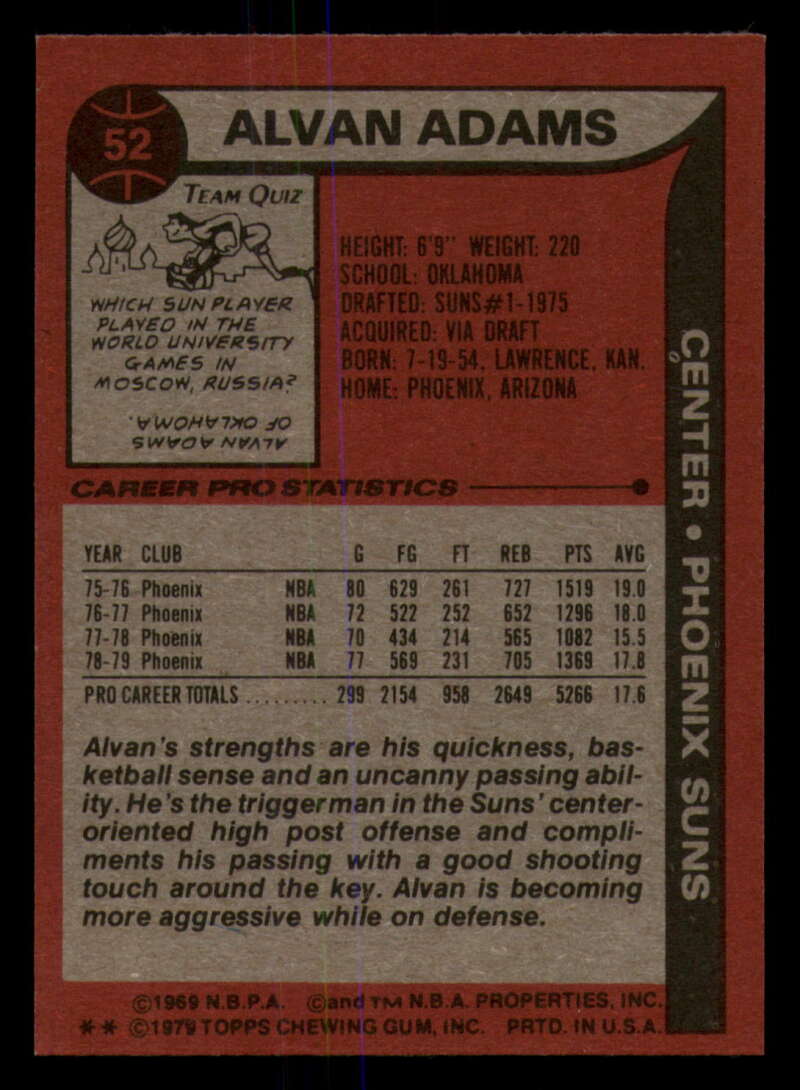 52
ALVAN ADAMS
TEAM QUIZ
WHICH SUN PLAYER
PLAYED IN THE
WORLD UNIVERSITY
GAMES IN
MOSCOW, RUSSIA?
ALVAN ADAMS
OF OKLAHOMA.
HEIGHT: 6'9" WEIGHT: 220
SCHOOL: OKLAHOMA
DRAFTED: SUNS#1-1975
ACQUIRED: VIA DRAFT
BORN: 7-19-54, LAWRENCE, KAN.
HOME: PHOENIX, ARIZONA
CENTER • PHOENIX SUNS
CAREER PRO STATISTICS
YEAR CLUB G FG FT REB PTS AVG
75-76 Phoenix NBA 80 629 261 727 1519 19.0
76-77 Phoenix NBA 72 522 252 652 1296 18.0
77-78 Phoenix NBA 70 434 214 565 1082 15.5
78-79 Phoenix NBA 77 569 231 705 1369 17.8
PRO CAREER TOTALS ......... 299 2154 958 2649 5266 17.6
Alvan's strengths are his quickness, bas-
ketball sense and an uncanny passing abil-
ity. He's the triggerman in the Suns' center-
oriented high post offense and compli-
ments his passing with a good shooting
touch around the key. Alvan is becoming
more aggressive while on defense.
©1969 N.B.P.A. ©and TM N.B.A. PROPERTIES, INC.
** ©1979 TOPPS CHEWING GUM, INC. PRTD. IN U.S.A.